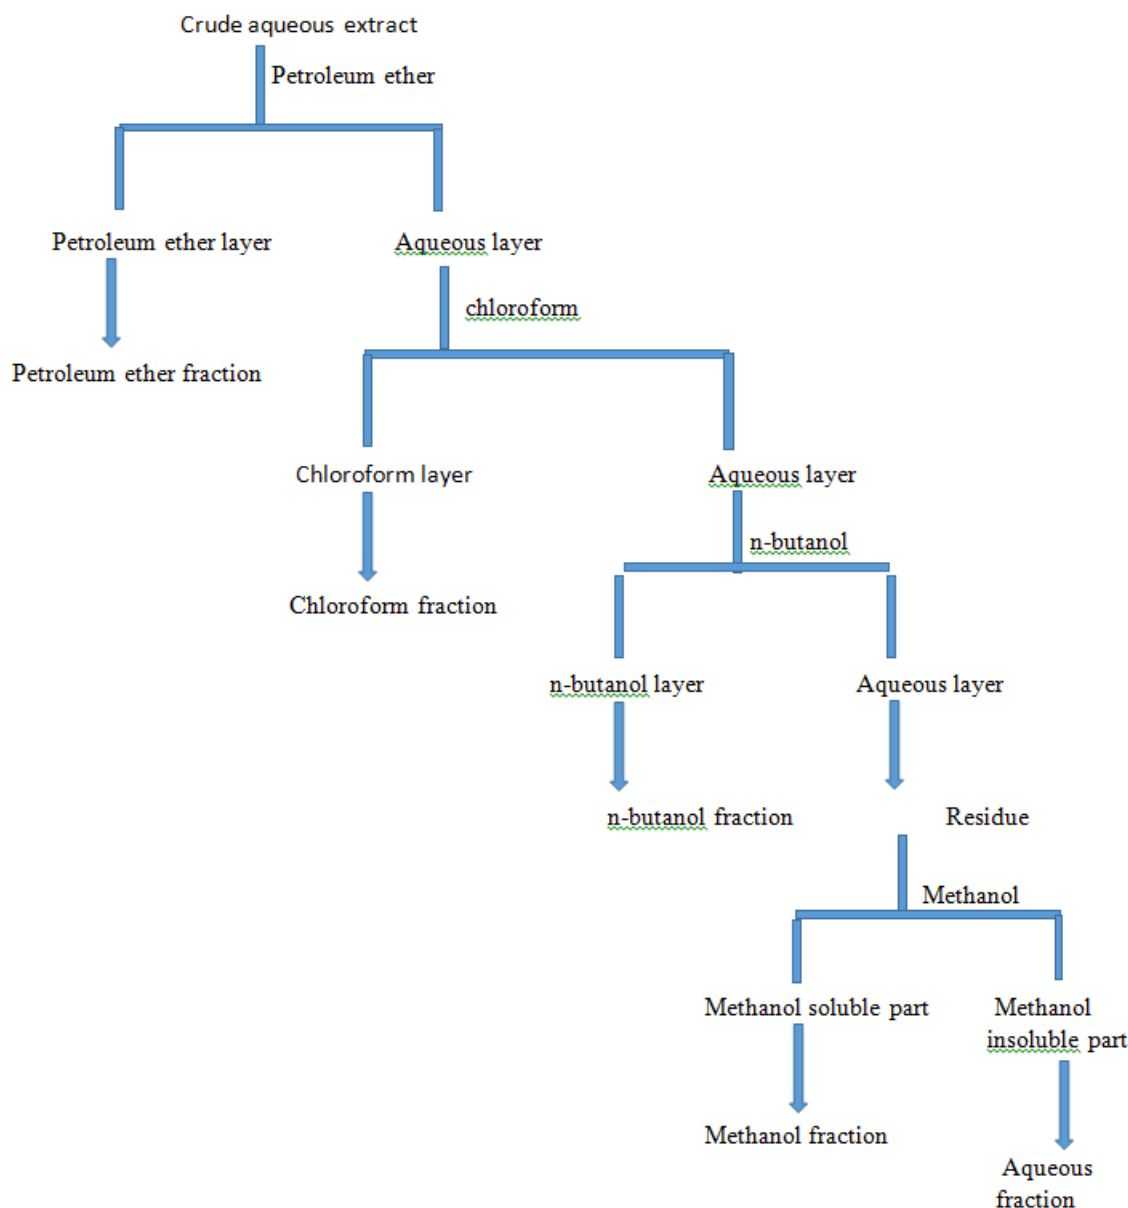 Crude aqueous extract
Petroleum ether
Petroleum ether layer
Aqueous layer
chloroform
Petroleum ether fraction
Chloroform layer
Aqueous layer
n-butanol
Chloroform fraction
n-butanol layer
Aqueous layer
n-butanol fraction
Residue
Methanol
Methanol soluble part
Methanol
insoluble part
Methanol fraction
Aqueous
fraction